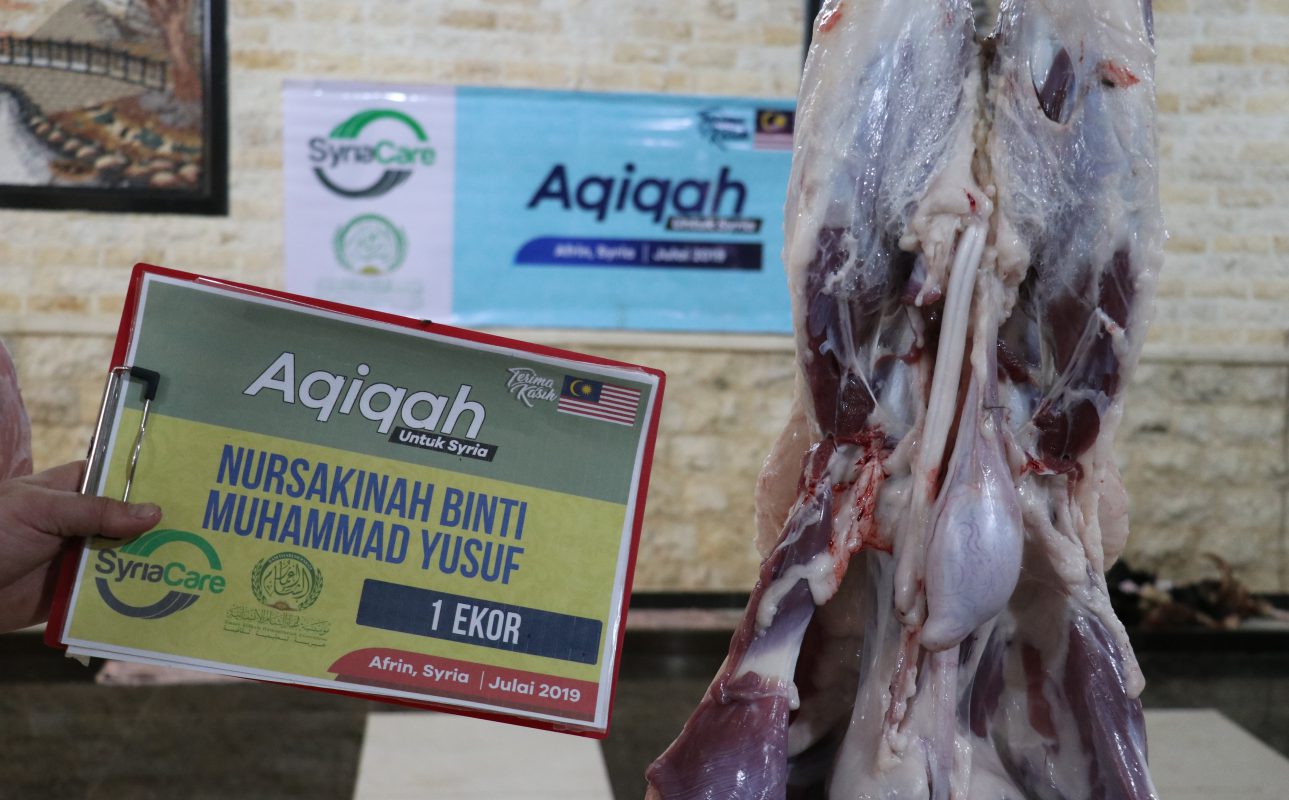 SyriaCare
Aqiqah
Untuk Syria
Afrin, Syria | Julai 2019
Aqiqah
Untuk Syria
Terima
Kasih
NURSAKINAH BINTI
MUHAMMAD YUSUF
SyriaCare
1 EKOR
Afrin, Syria | Julai 2019